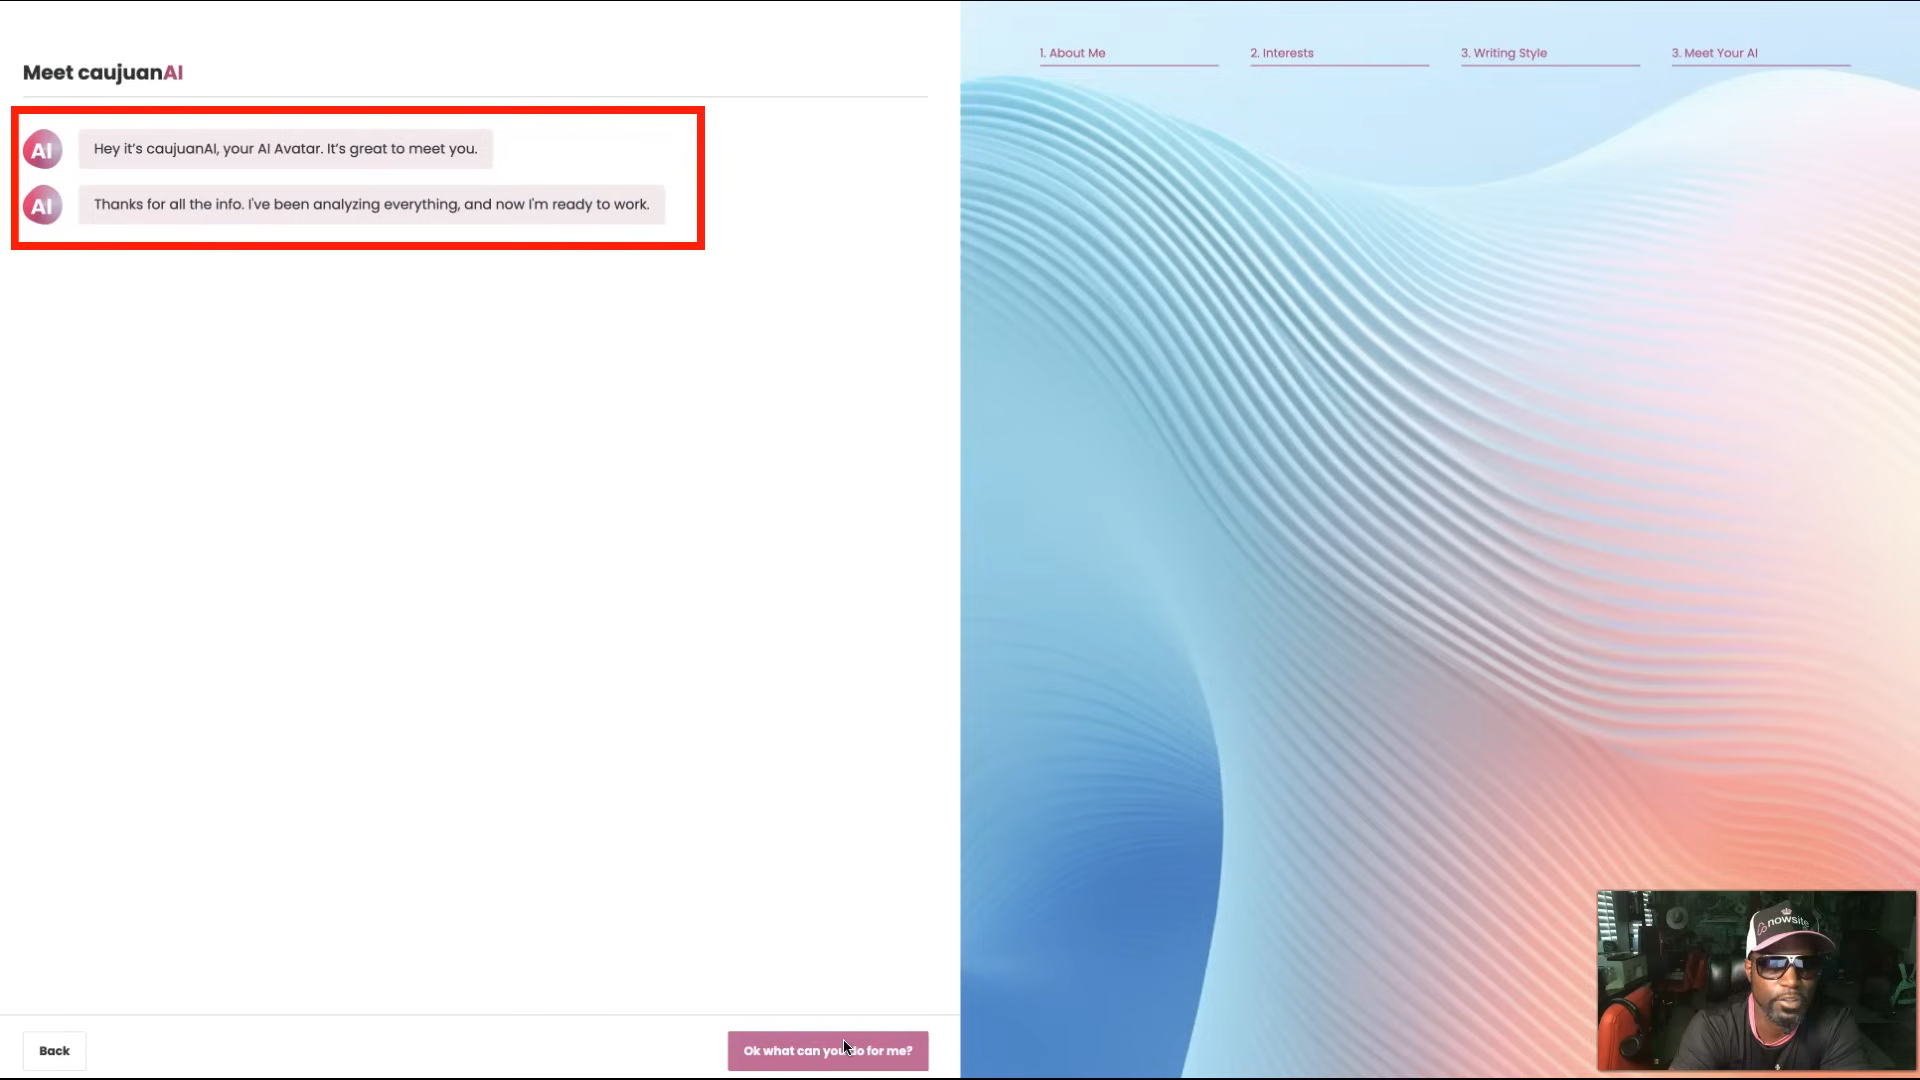 1. About Me
2. Interests
3. Writing Style
3. Meet Your AI
Meet caujuanAI
AI
Hey it's caujuanAI, your AI Avatar. It's great to meet you.
AI
Thanks for all the info. I've been analyzing everything, and now I'm ready to work.
Back
Ok what can you do for me?
nowsite